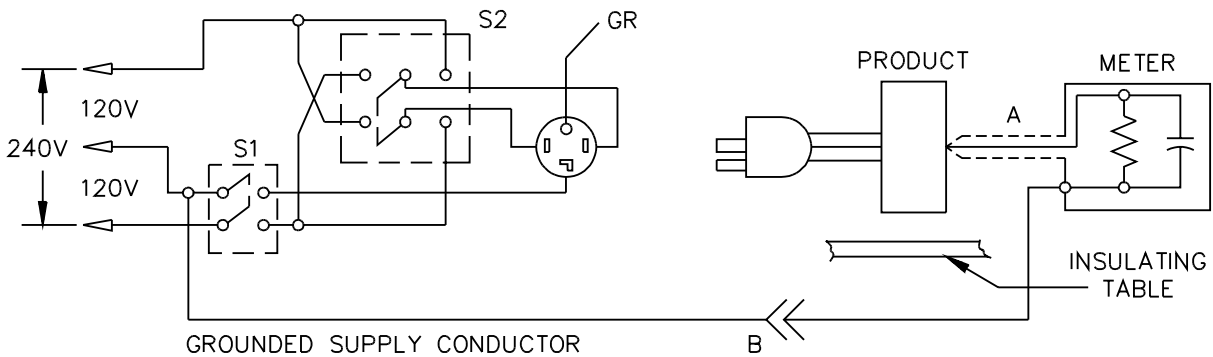 S2
GR
PRODUCT
METER
120V
A
240V
S1
120V
INSULATING
TABLE
GROUNDED SUPPLY CONDUCTOR
B